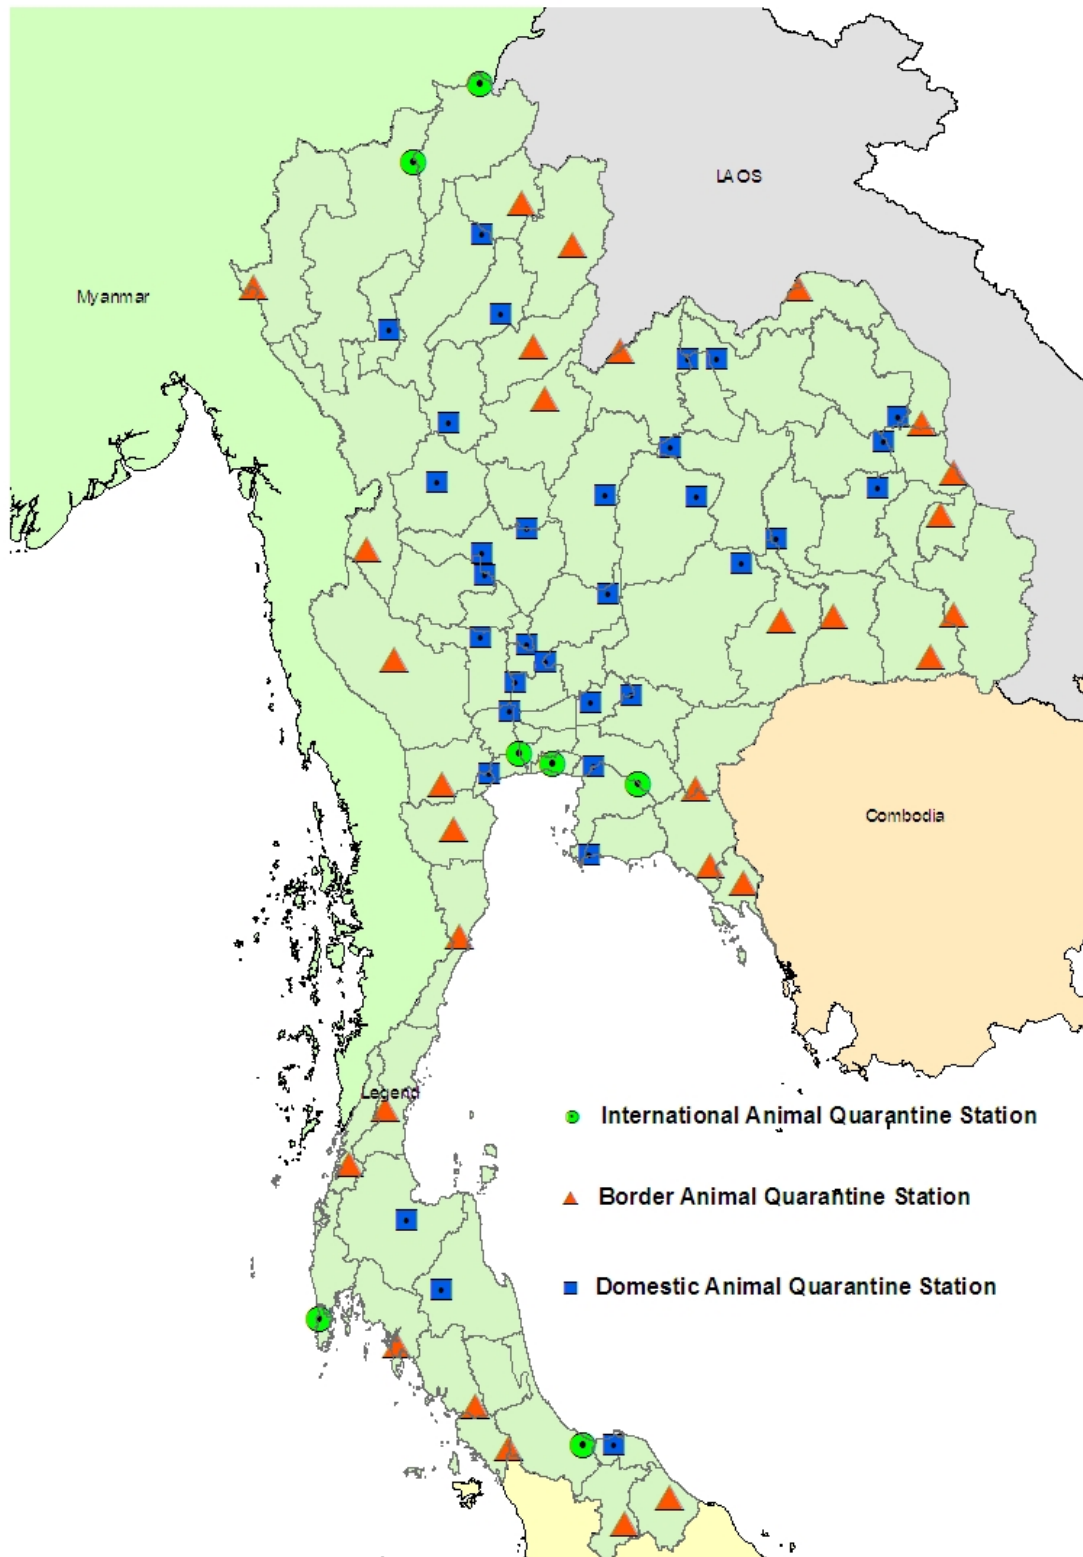 LAOS
Myanmar
Combodia
Legend
International Animal Quarantine Station
Border Animal Quarantine Station
Domestic Animal Quarantine Station